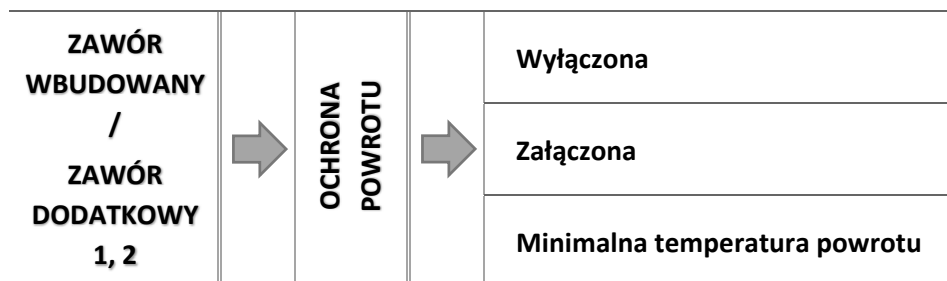 ZAWÓR
WBUDOWANY
/
ZAWÓR
DODATKOWY
1, 2
OCHRONA
POWROTU
Wyłączona
Załączona
Minimalna temperatura powrotu